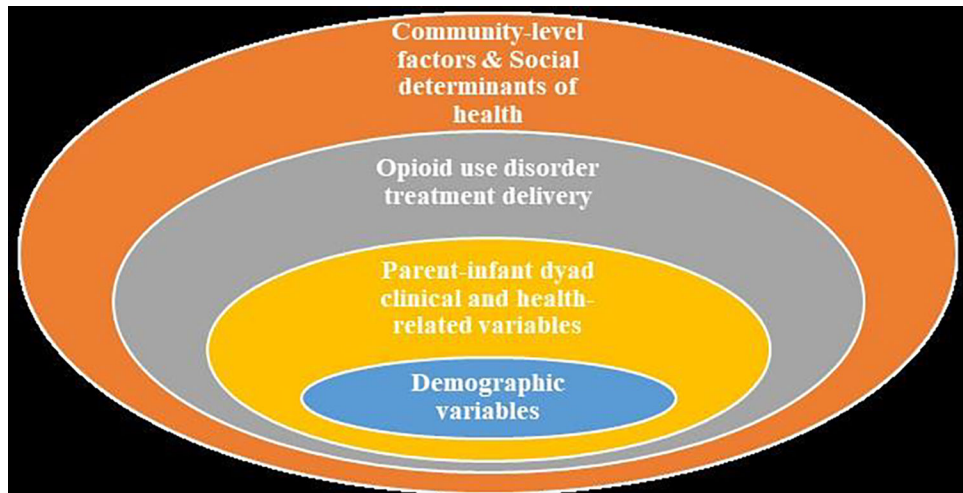 Community-level
factors & Social
determinants of
health
Opioid use disorder
treatment delivery
Parent-infant dyad
clinical and health-
related variables
Demographic
variables